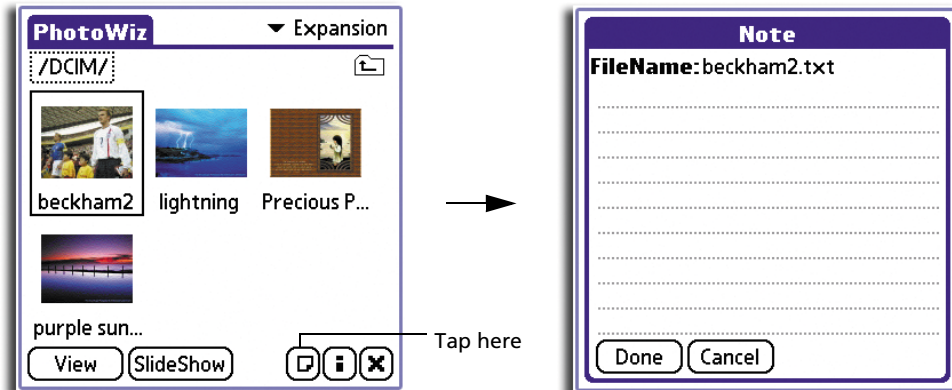 PhotoWiz
Expansion
/DCIM/
beckham2
lightning
Precious P...
purple sun...
View
SlideShow
Tap here
Note
FileName:beckham2.txt
Done
Cancel